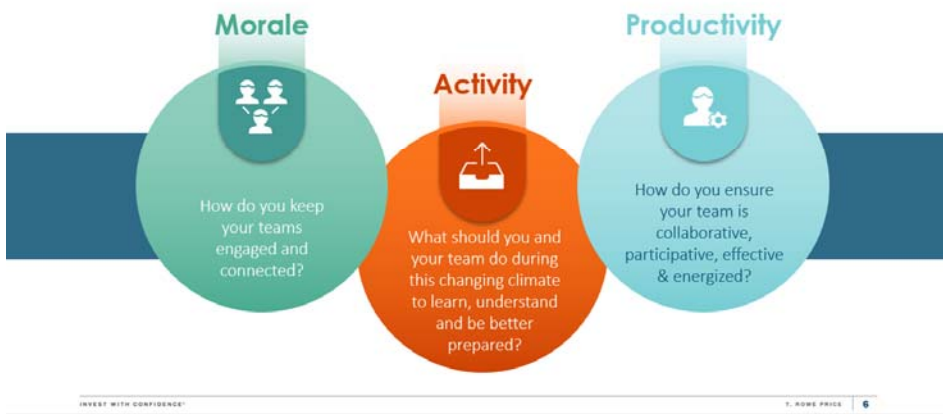 Morale
How do you keep
your teams
engaged and
connected?
Activity
What should you and
your team do during
this changing climate
to learn, understand
and be better
prepared?
Productivity
How do you ensure
your team is
collaborative,
participative, effective
& energized?
INVEST WITH CONFIDENCE®
T. ROWE PRICE 6